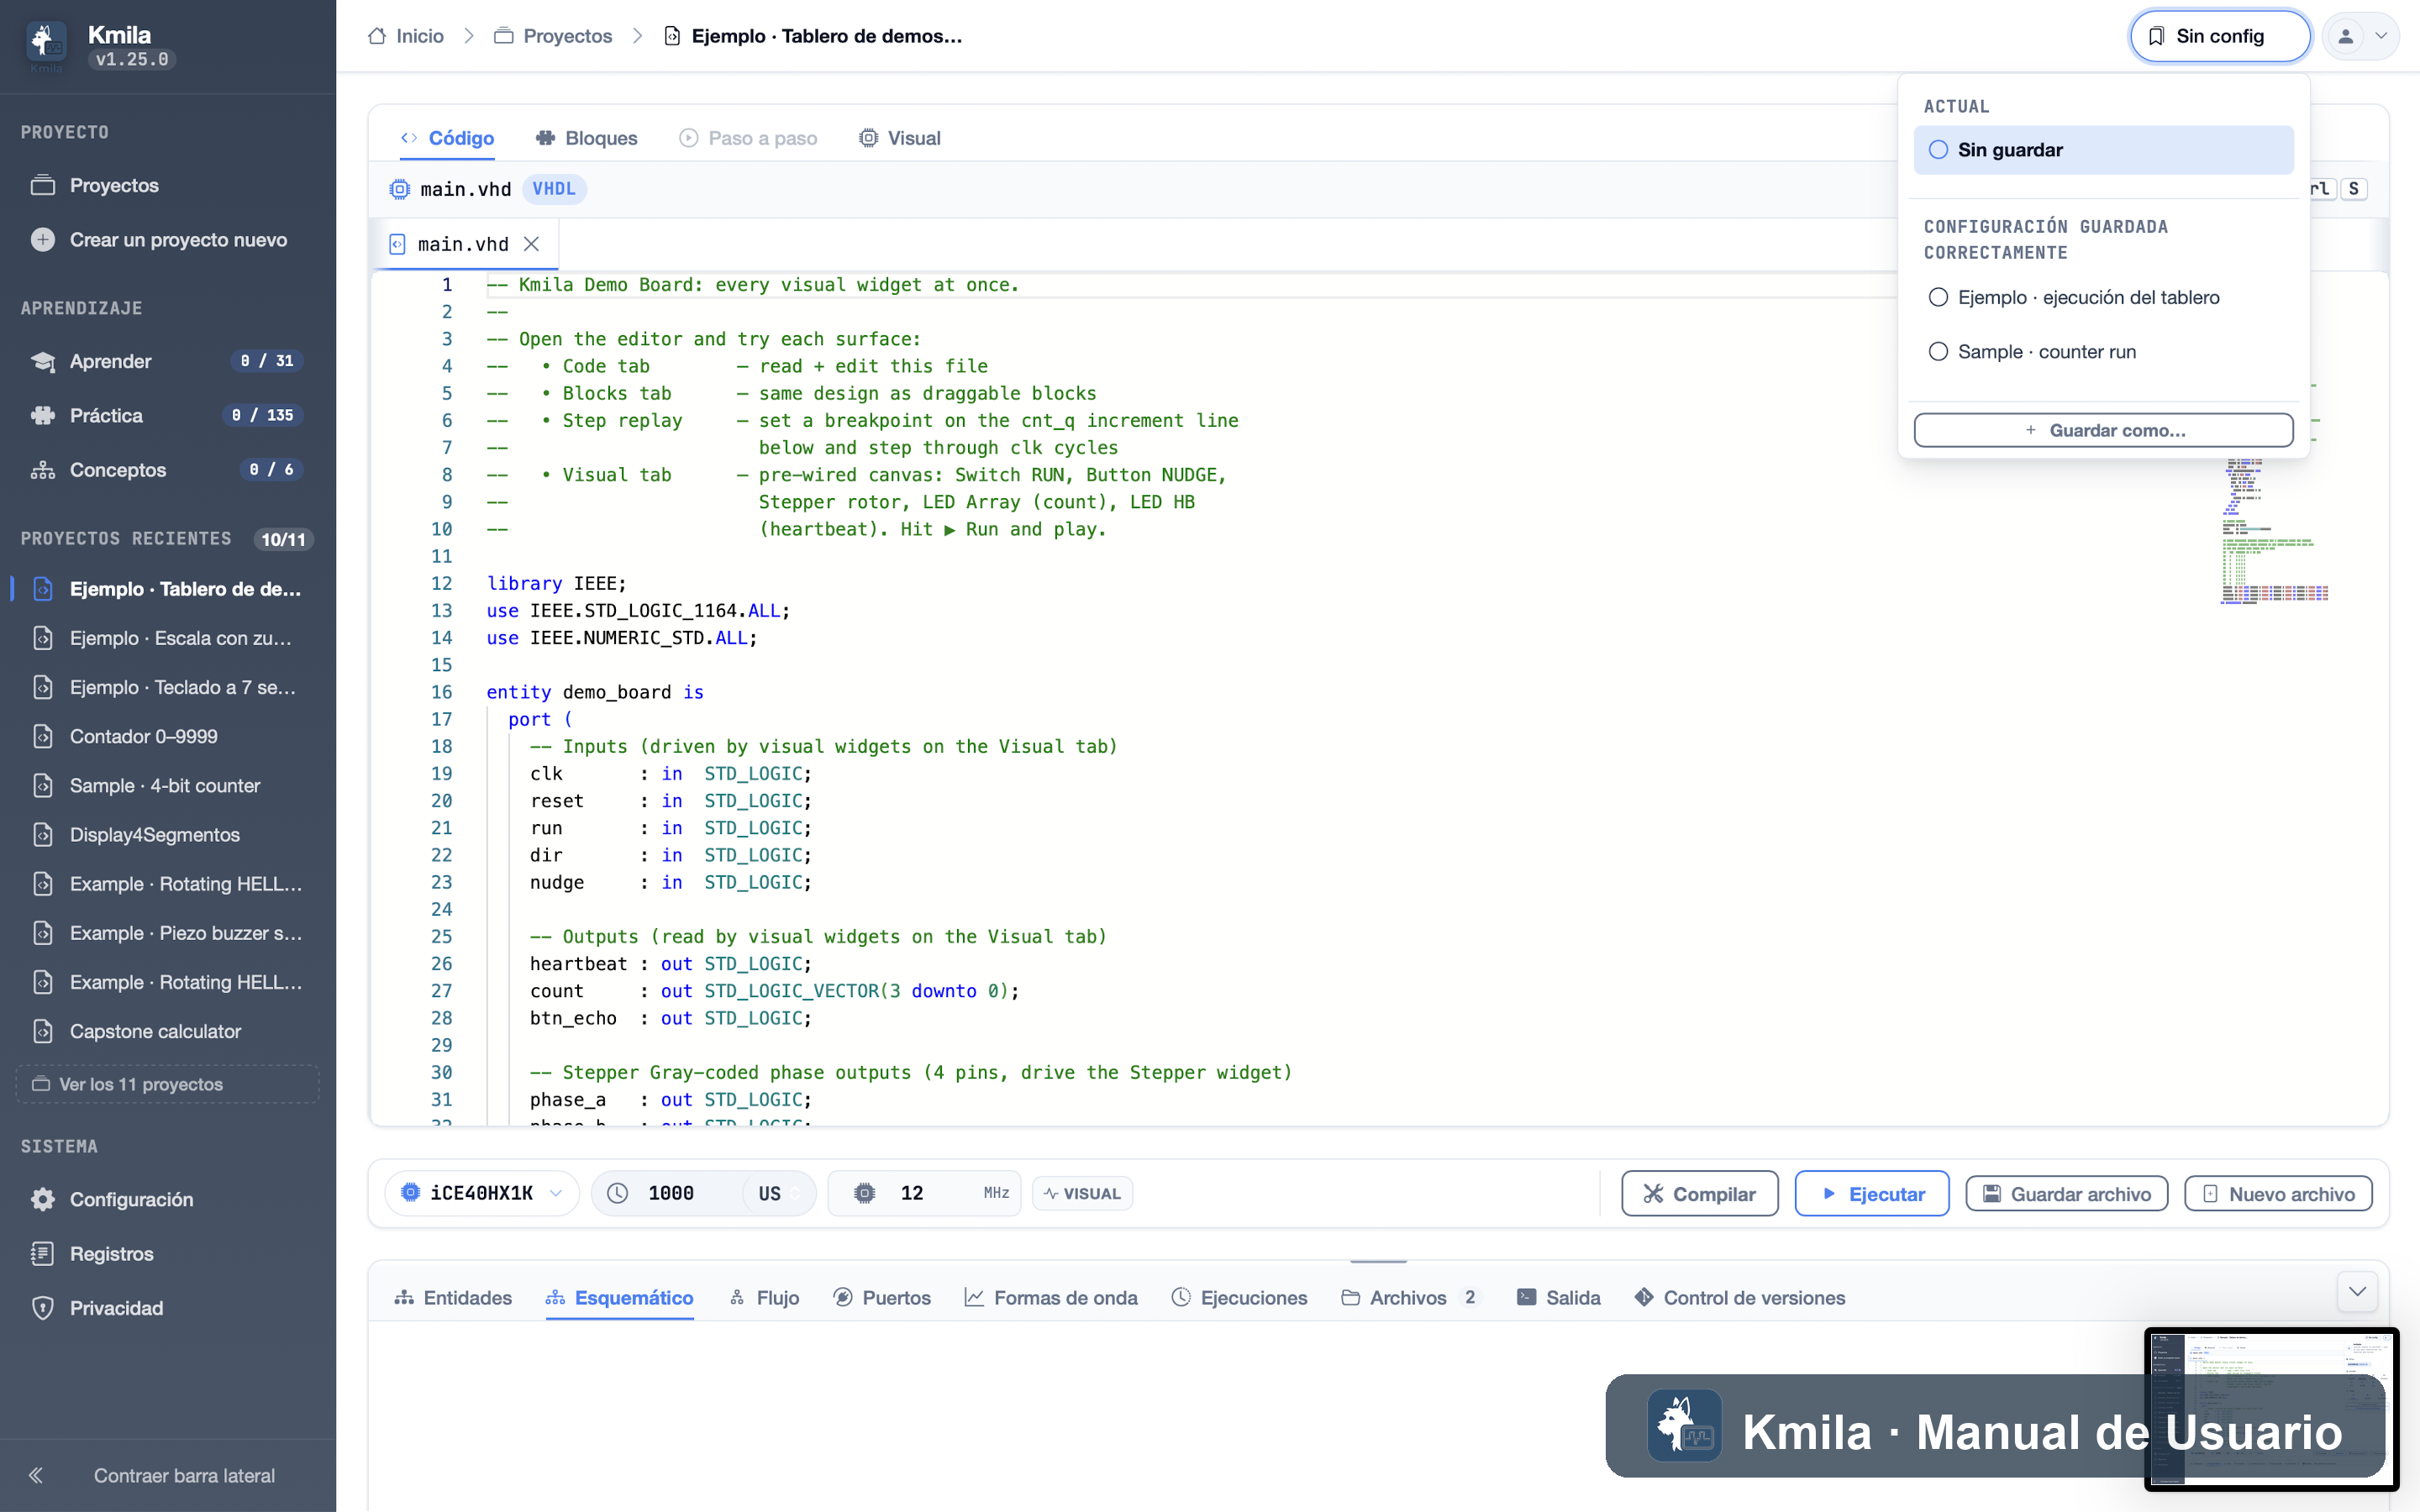 Kmila
v1.25.0
PROYECTO
Proyectos
Crear un proyecto nuevo
APRENDIZAJE
Aprender 0 / 31
Práctica 0 / 135
Conceptos 0 / 6
PROYECTOS RECIENTES 10/11
Ejemplo · Tablero de de...
Ejemplo · Escala con zu...
Ejemplo · Teclado a 7 se...
Contador 0–9999
Sample · 4-bit counter
Display4Segmentos
Example · Rotating HELL...
Example · Piezo buzzer s...
Example · Rotating HELL...
Capstone calculator
Ver los 11 proyectos
SISTEMA
Configuración
Registros
Privacidad
Contraer barra lateral
Inicio > Proyectos > Ejemplo · Tablero de demos...
Sin config
ACTUAL
Sin guardar
CONFIGURACIÓN GUARDADA
CORRECTAMENTE
Ejemplo · ejecución del tablero
Sample · counter run
+ Guardar como...
Código Bloques Paso a paso Visual
main.vhd VHDL
rl S
main.vhd
1 -- Kmila Demo Board: every visual widget at once.
2 --
3 -- Open the editor and try each surface:
4 --   • Code tab        — read + edit this file
5 --   • Blocks tab      — same design as draggable blocks
6 --   • Step replay     — set a breakpoint on the cnt_q increment line
7 --                       below and step through clk cycles
8 --   • Visual tab      — pre-wired canvas: Switch RUN, Button NUDGE,
9 --                       Stepper rotor, LED Array (count), LED HB
10 --                       (heartbeat). Hit ▶ Run and play.
11
12 library IEEE;
13 use IEEE.STD_LOGIC_1164.ALL;
14 use IEEE.NUMERIC_STD.ALL;
15
16 entity demo_board is
17   port (
18     -- Inputs (driven by visual widgets on the Visual tab)
19     clk       : in  STD_LOGIC;
20     reset     : in  STD_LOGIC;
21     run       : in  STD_LOGIC;
22     dir       : in  STD_LOGIC;
23     nudge     : in  STD_LOGIC;
24
25     -- Outputs (read by visual widgets on the Visual tab)
26     heartbeat : out STD_LOGIC;
27     count     : out STD_LOGIC_VECTOR(3 downto 0);
28     btn_echo  : out STD_LOGIC;
29
30     -- Stepper Gray-coded phase outputs (4 pins, drive the Stepper widget)
31     phase_a   : out STD_LOGIC;
32     phase_b   : out STD_LOGIC;
iCE40HX1K 1000 US 12 MHz VISUAL
Compilar Ejecutar Guardar archivo Nuevo archivo
Entidades Esquemático Flujo Puertos Formas de onda Ejecuciones Archivos 2 Salida Control de versiones
Kmila · Manual de Usuario